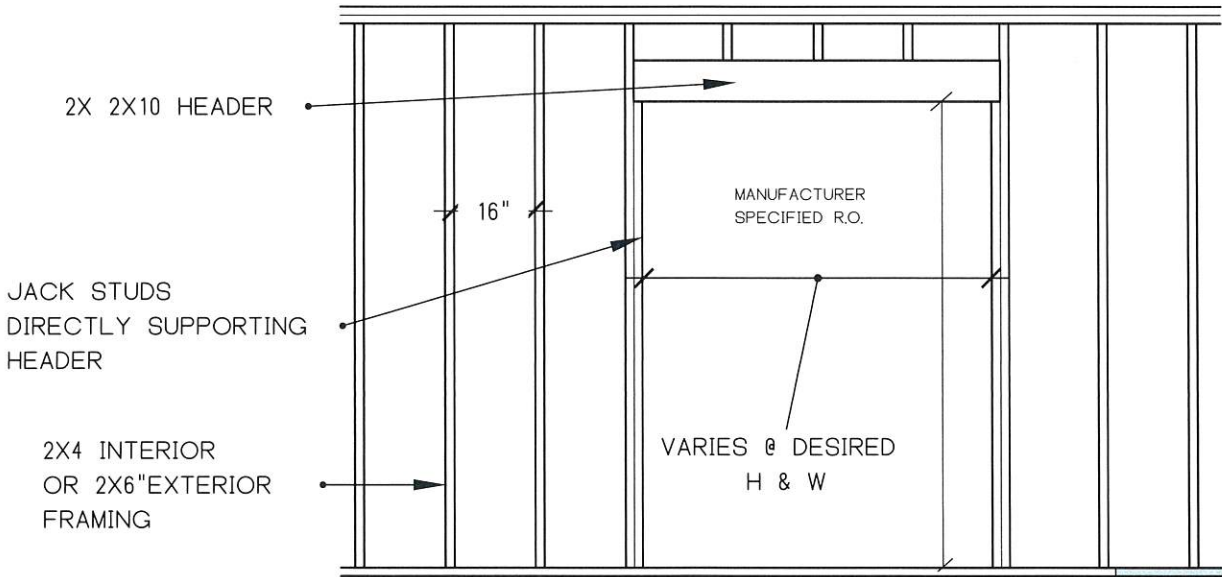 2X 2X10 HEADER
16"
MANUFACTURER
SPECIFIED R.O.
JACK STUDS
DIRECTLY SUPPORTING
HEADER
2X4 INTERIOR
OR 2X6"EXTERIOR
FRAMING
VARIES @ DESIRED
H & W